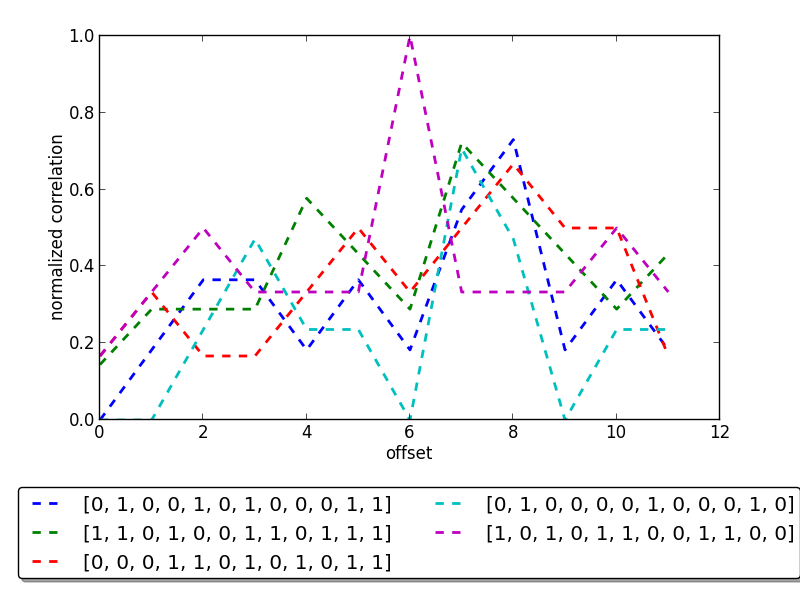 1.0
0.8
0.6
0.4
0.2
0.0
normalized correlation
0 2 4 6 8 10 12
offset
[0, 1, 0, 0, 1, 0, 1, 0, 0, 0, 1, 1]
[1, 1, 0, 1, 0, 0, 1, 1, 0, 1, 1, 1]
[0, 0, 0, 1, 1, 0, 1, 0, 1, 0, 1, 1]
[0, 1, 0, 0, 0, 0, 1, 0, 0, 0, 1, 0]
[1, 0, 1, 0, 1, 1, 0, 0, 1, 1, 0, 0]